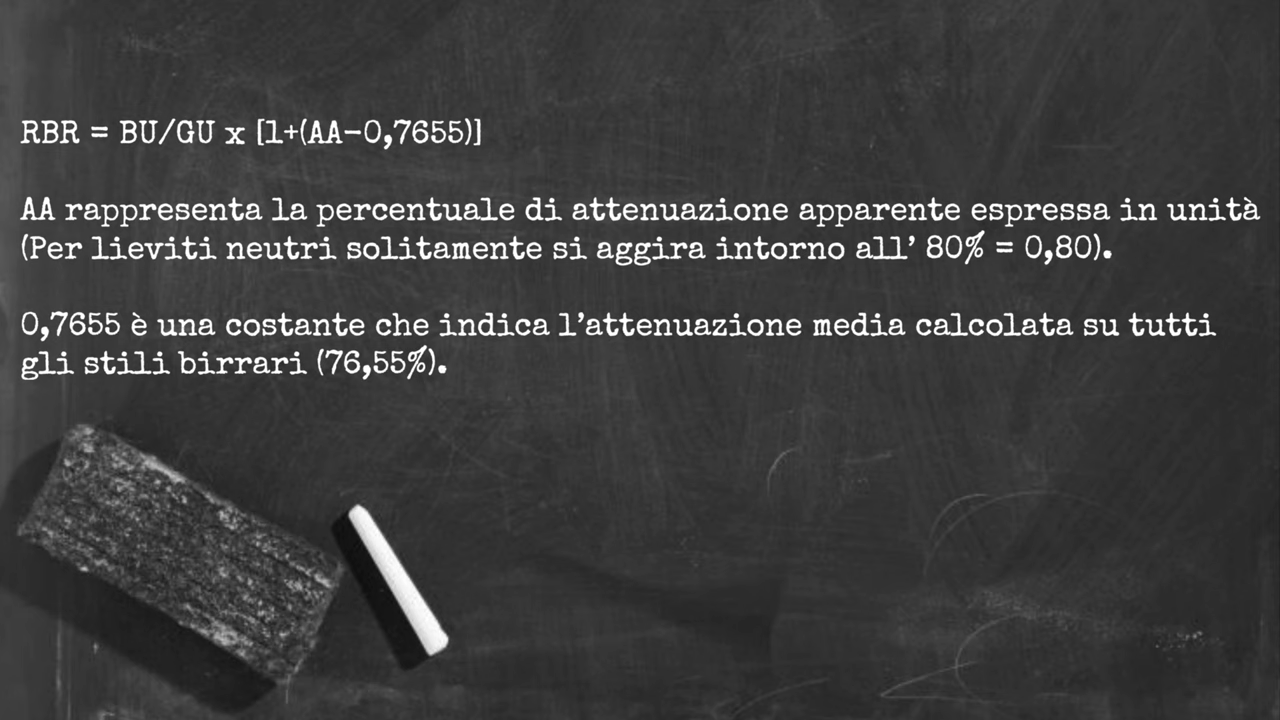 RBR = BU/GU x [1+(AA-0,7655)]
AA rappresenta la percentuale di attenuazione apparente espressa in unità
(Per lieviti neutri solitamente si aggira intorno all’ 80% = 0,80).
0,7655 è una costante che indica l’attenuazione media calcolata su tutti
gli stili birrari (76,55%).